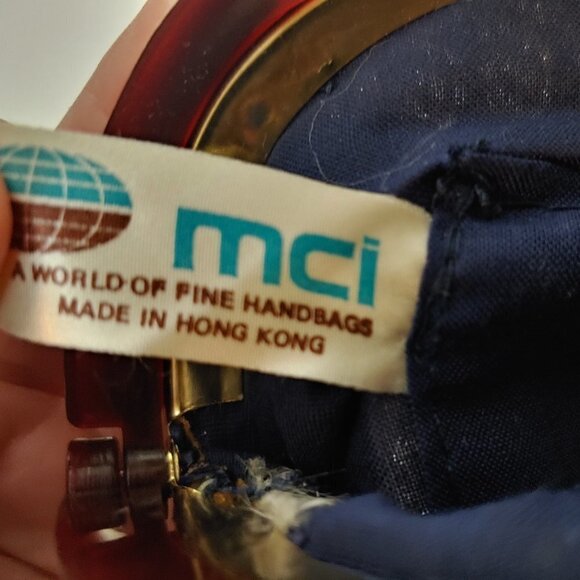 mci
A WORLD OF FINE HANDBAGS
MADE IN HONG KONG